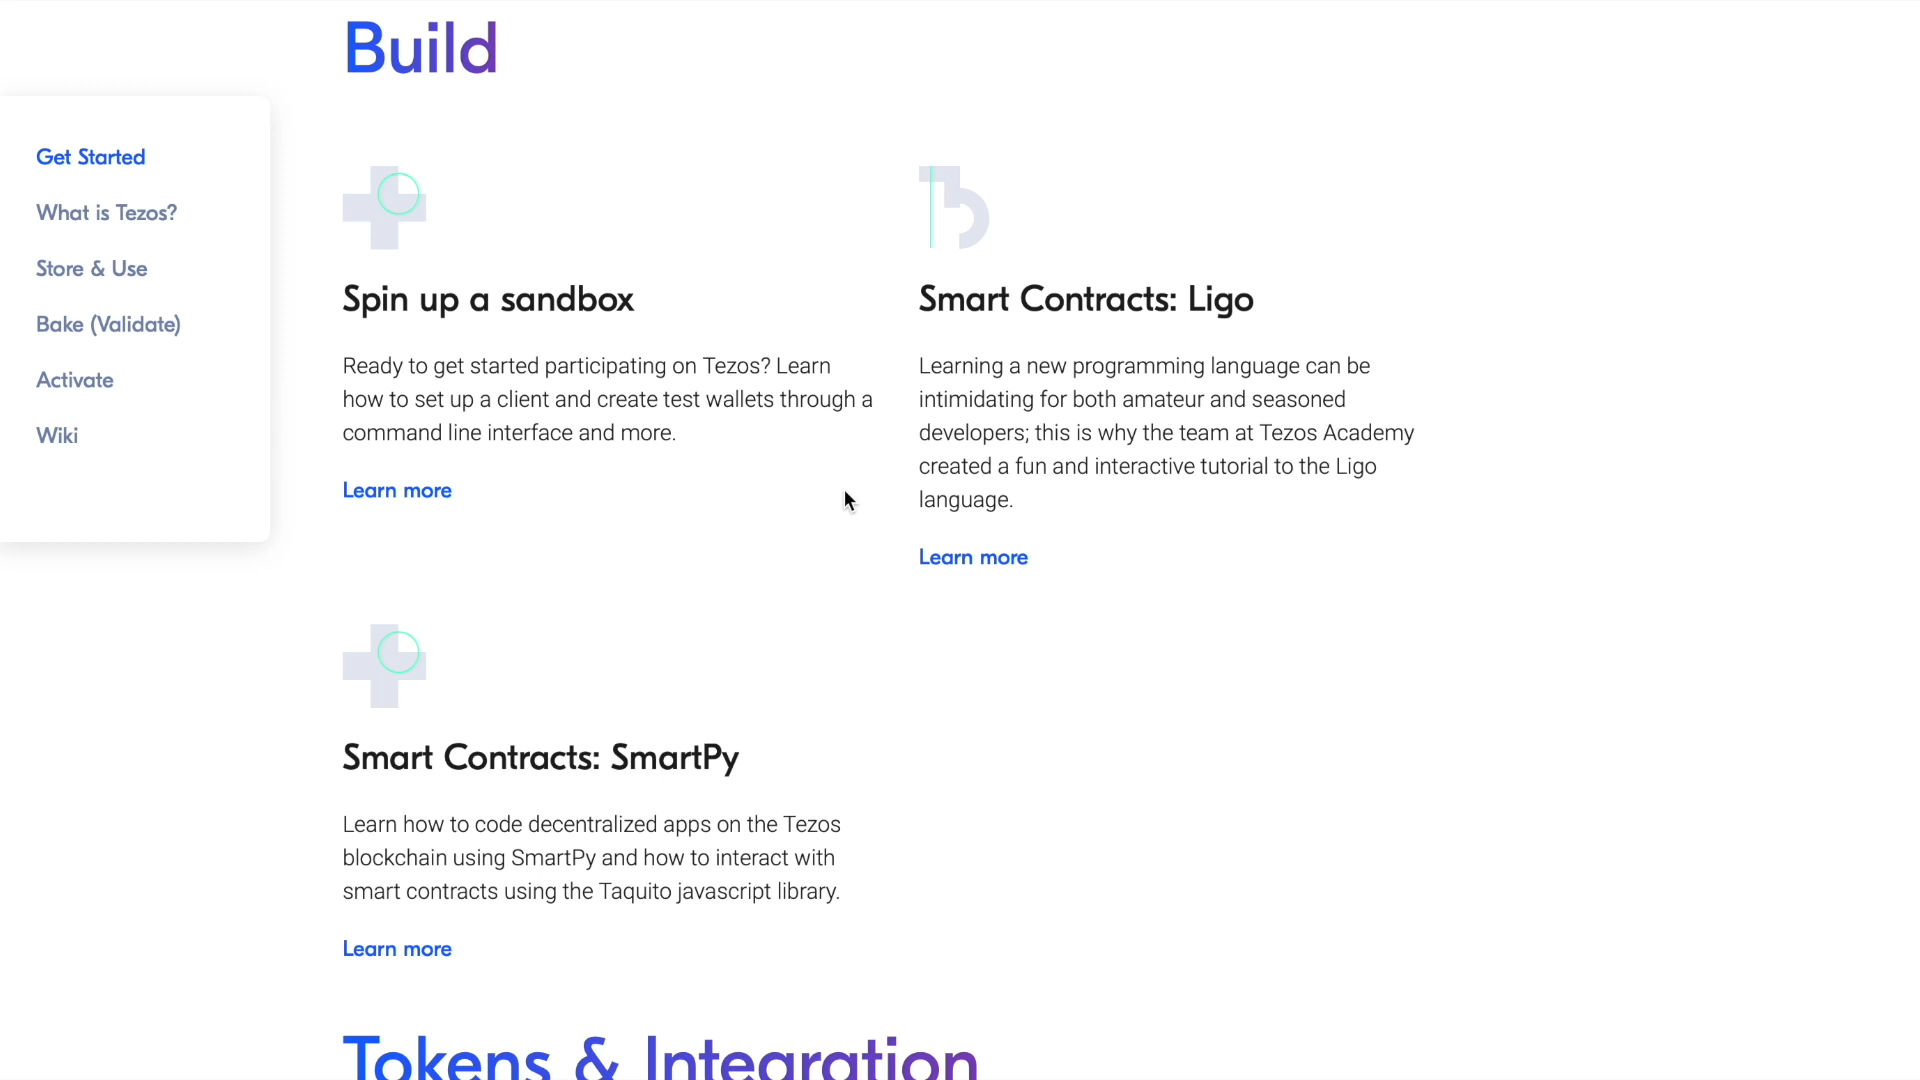 Build
Get Started
What is Tezos?
Store & Use
Bake (Validate)
Activate
Wiki
Spin up a sandbox
Ready to get started participating on Tezos? Learn
how to set up a client and create test wallets through a
command line interface and more.
Learn more
Smart Contracts: Ligo
Learning a new programming language can be
intimidating for both amateur and seasoned
developers; this is why the team at Tezos Academy
created a fun and interactive tutorial to the Ligo
language.
Learn more
Smart Contracts: SmartPy
Learn how to code decentralized apps on the Tezos
blockchain using SmartPy and how to interact with
smart contracts using the Taquito javascript library.
Learn more
Tokens & Integration